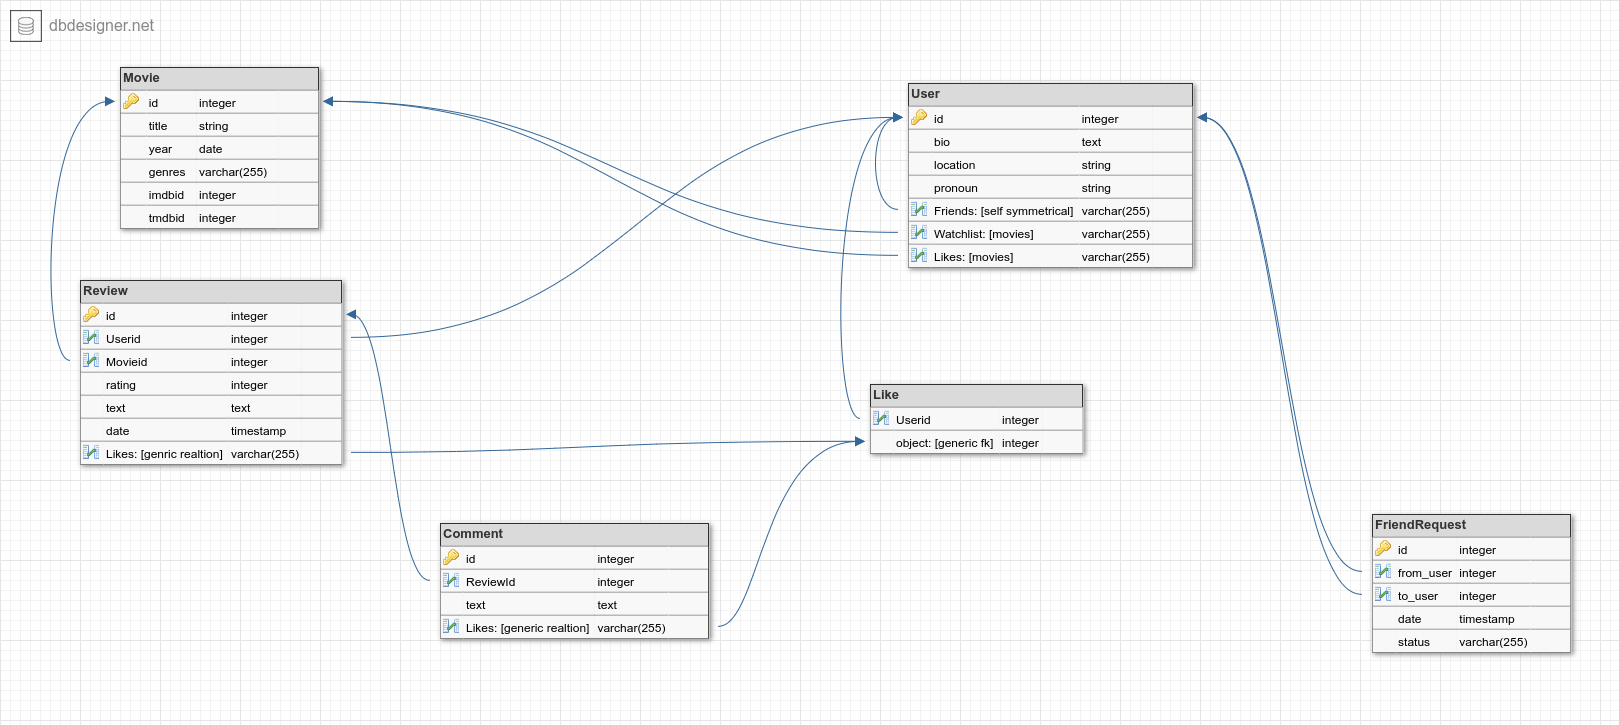 dbdesigner.net
Movie
id integer
title string
year date
genres varchar(255)
imdbid integer
tmdbid integer
User
id integer
bio text
location string
pronoun string
Friends: [self symmetrical] varchar(255)
Watchlist: [movies] varchar(255)
Likes: [movies] varchar(255)
Review
id integer
Userid integer
Movieid integer
rating integer
text text
date timestamp
Likes: [genric realtion] varchar(255)
Like
Userid integer
object: [generic fk] integer
Comment
id integer
ReviewId integer
text text
Likes: [generic realtion] varchar(255)
FriendRequest
id integer
from_user integer
to_user integer
date timestamp
status varchar(255)